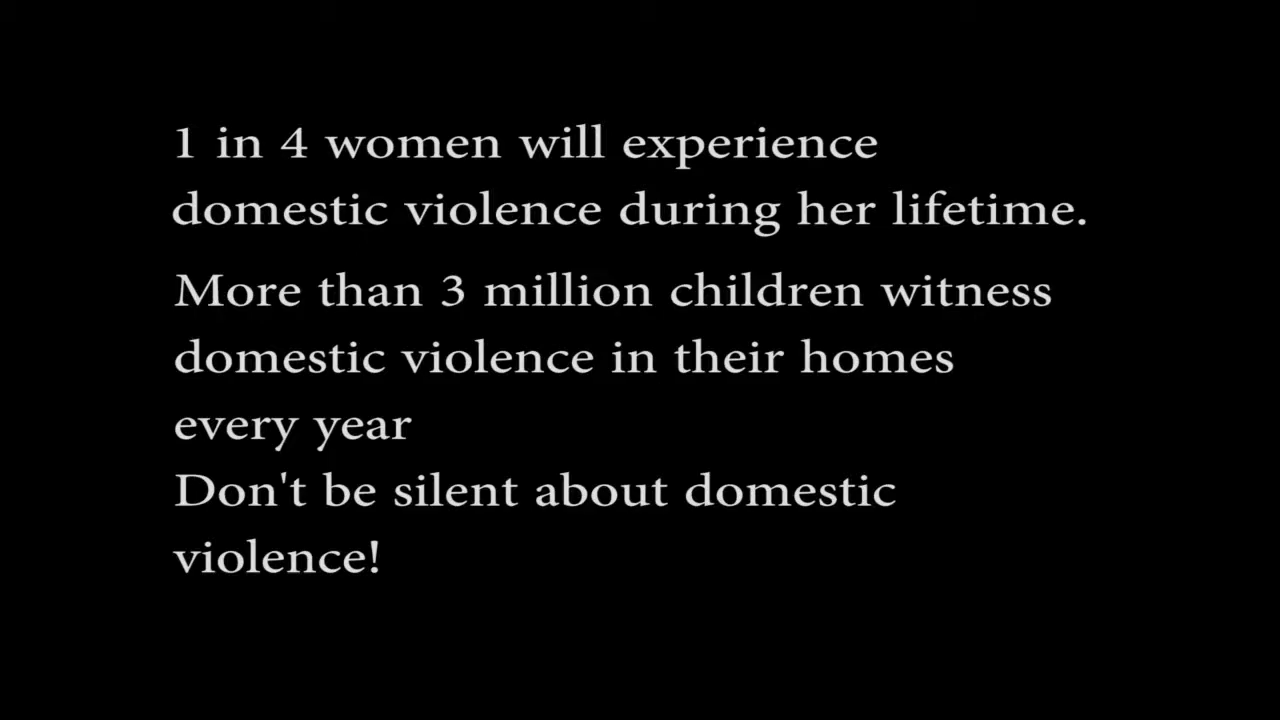 1 in 4 women will experience
domestic violence during her lifetime.
More than 3 million children witness
domestic violence in their homes
every year
Don't be silent about domestic
violence!